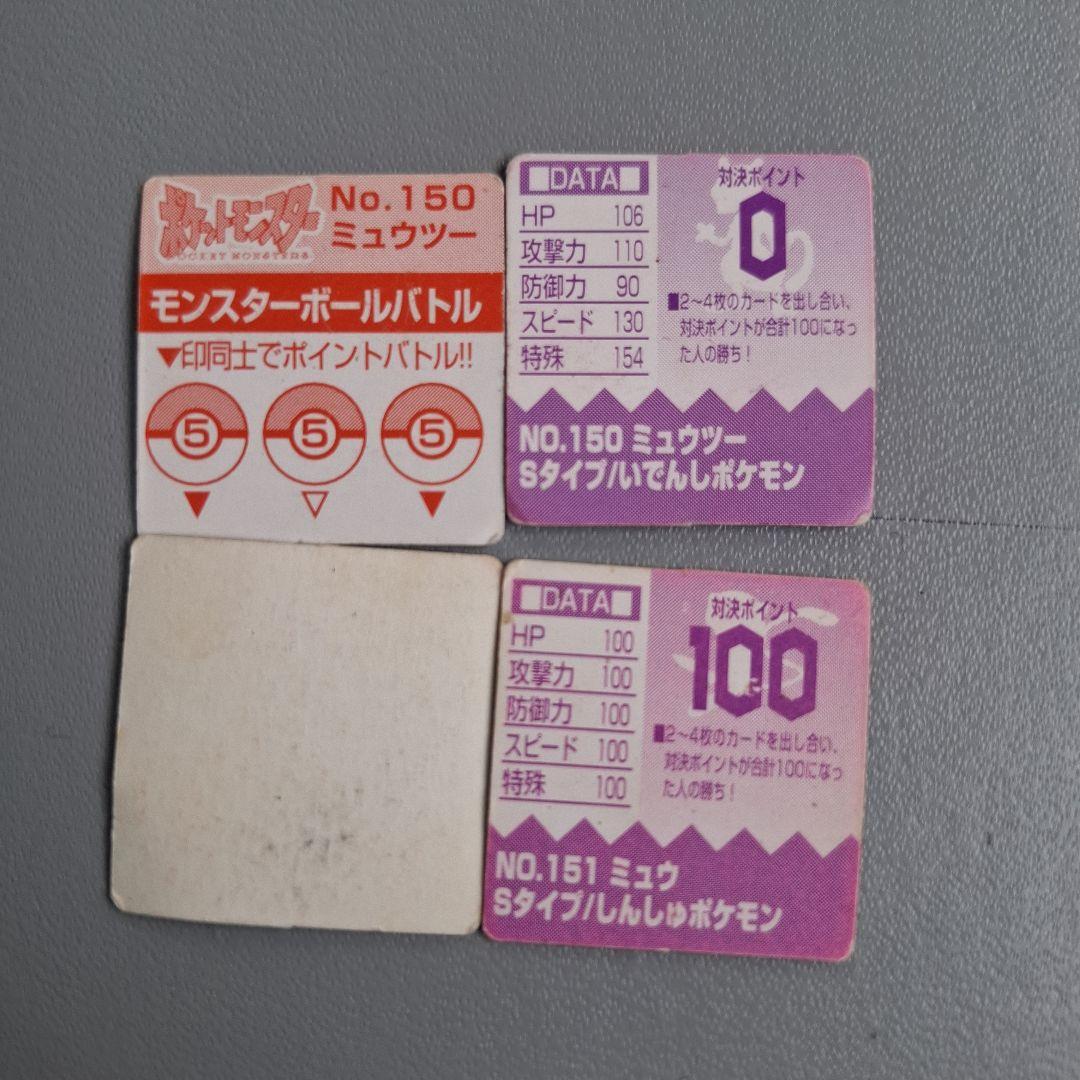 ポケットモンスター
POCKET MONSTERS
No.150
ミュウツー
モンスターボールバトル
▼印同士でポイントバトル!!
5 5 5
■DATA■
HP 106
攻撃力 110
防御力 90
スピード 130
特殊 154
対決ポイント
0
■2~4枚のカードを出し合い、
対決ポイントが合計100になっ
た人の勝ち!
NO.150 ミュウツー
Sタイプ/いでんしポケモン
■DATA■
HP 100
攻撃力 100
防御力 100
スピード 100
特殊 100
対決ポイント
100
■2~4枚のカードを出し合い、
対決ポイントが合計100になっ
た人の勝ち!
NO.151 ミュウ
Sタイプ/しんしゅポケモン